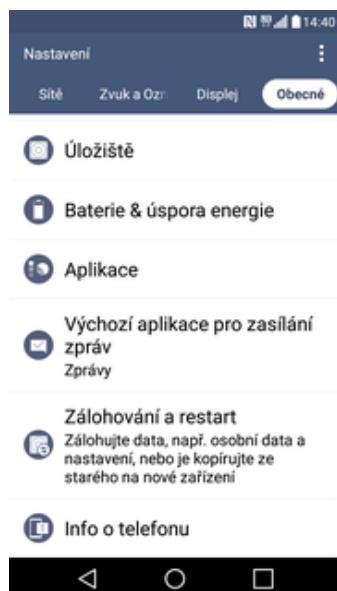 14:40
Nastavení
Sítě Zvuk a Ozn Displej Obecné
Úložiště
Baterie & úspora energie
Aplikace
Výchozí aplikace pro zasílání
zpráv
Zprávy
Zálohování a restart
Zálohujte data, např. osobní data a
nastavení, nebo je kopírujte ze
starého na nové zařízení
Info o telefonu